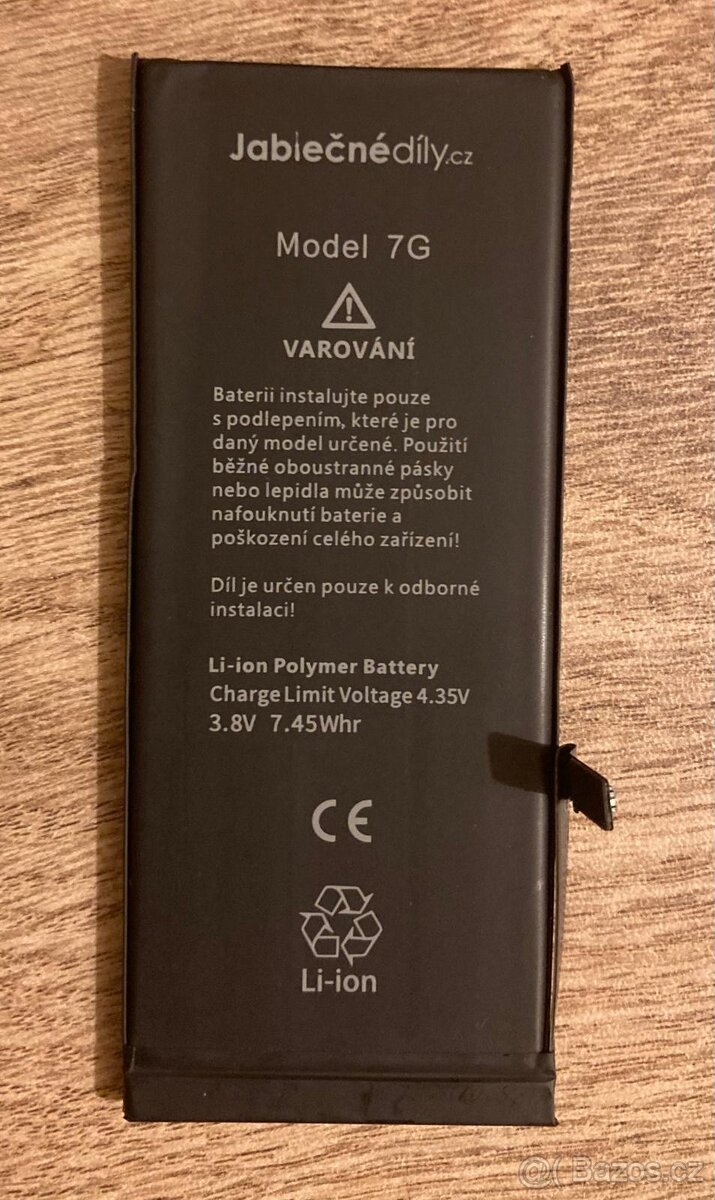 Jablečnédíly.cz
Model 7G
VAROVÁNÍ
Baterii instalujte pouze
s podlepením, které je pro
daný model určené. Použití
běžné oboustranné pásky
nebo lepidla může způsobit
nafouknutí baterie a
poškození celého zařízení!
Díl je určen pouze k odborné
instalaci!
Li-ion Polymer Battery
Charge Limit Voltage 4.35V
3.8V 7.45Whr
CE
Li-ion
Bazos.cz